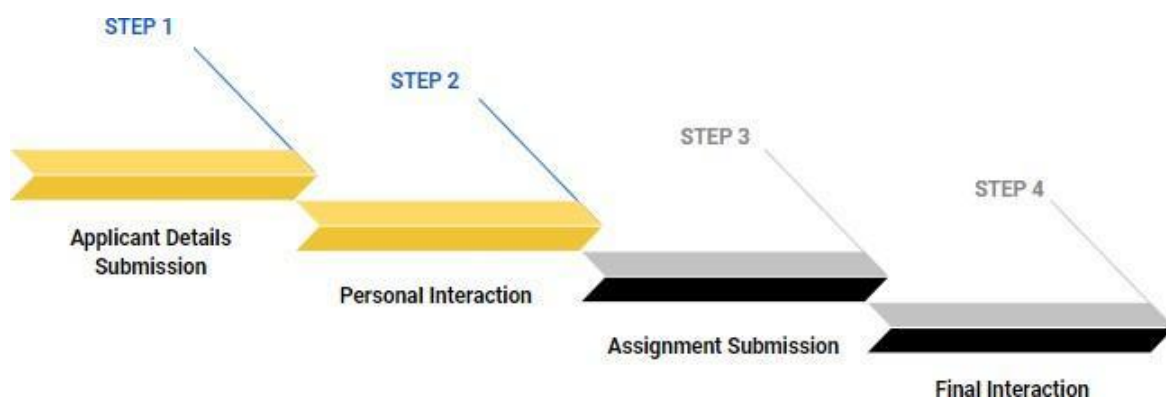 STEP 1
STEP 2
STEP 3
STEP 4
Applicant Details
Submission
Personal Interaction
Assignment Submission
Final Interaction